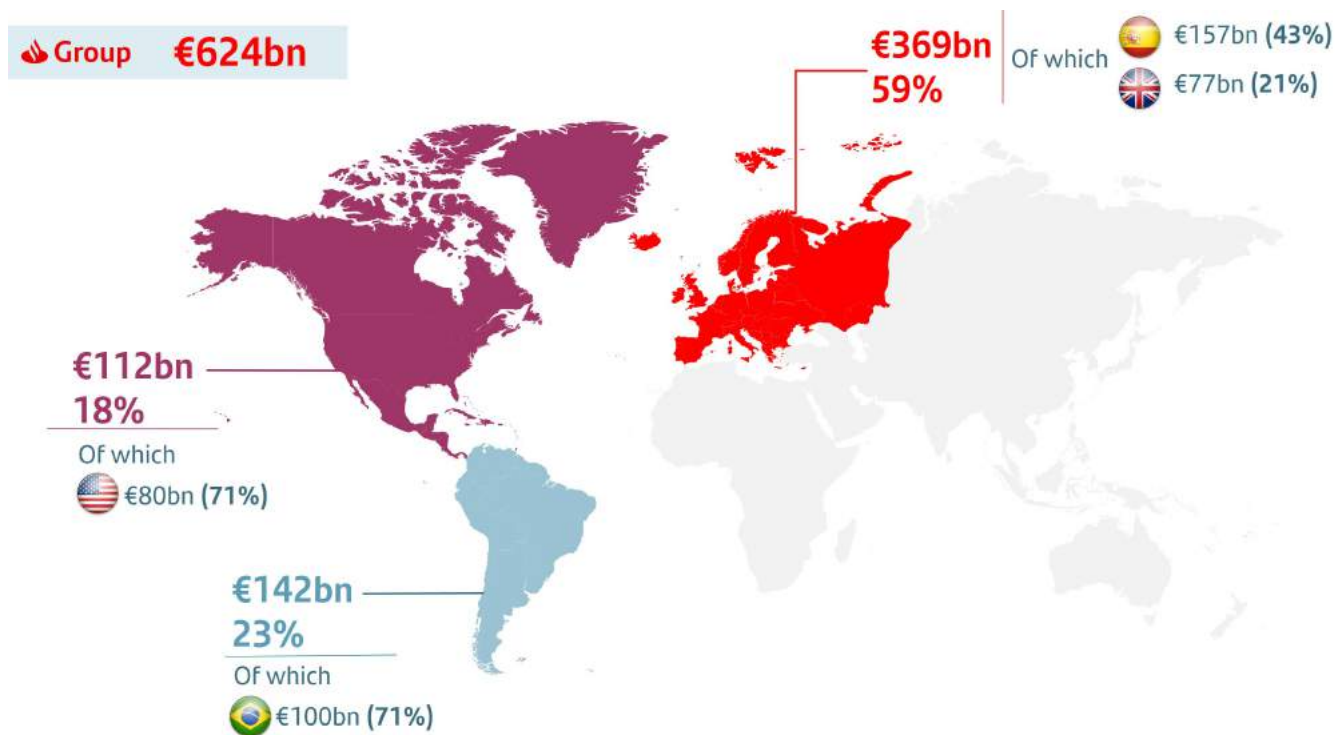 Group €624bn
€369bn
59%
Of which
€157bn (43%)
€77bn (21%)
€112bn
18%
Of which
€80bn (71%)
€142bn
23%
Of which
€100bn (71%)